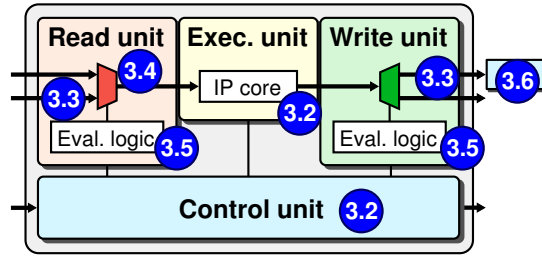 Read unit
Exec. unit
Write unit
3.4
3.3
3.6
3.3
IP core
3.2
Eval. logic
3.5
Eval. logic
3.5
Control unit
3.2